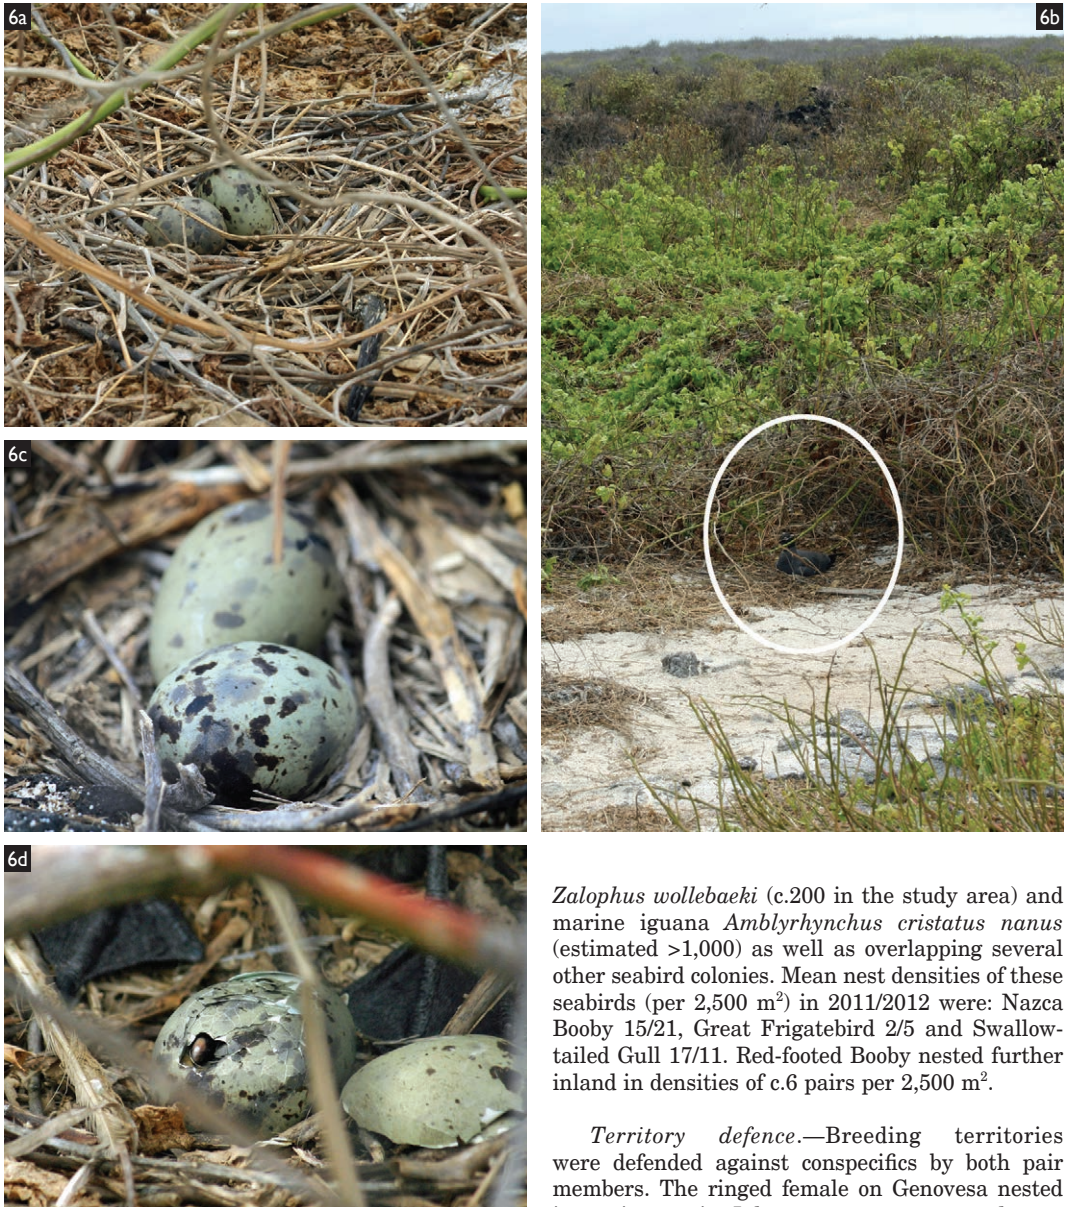 6a
6b
6c
6d
Zalophus wollebaeki (c.200 in the study area) and
marine iguana Amblyrhynchus cristatus nanus
(estimated >1,000) as well as overlapping several
other seabird colonies. Mean nest densities of these
seabirds (per 2,500 m²) in 2011/2012 were: Nazca
Booby 15/21, Great Frigatebird 2/5 and Swallow-
tailed Gull 17/11. Red-footed Booby nested further
inland in densities of c.6 pairs per 2,500 m².
Territory defence.—Breeding territories
were defended against conspecifics by both pair
members. The ringed female on Genovesa nested